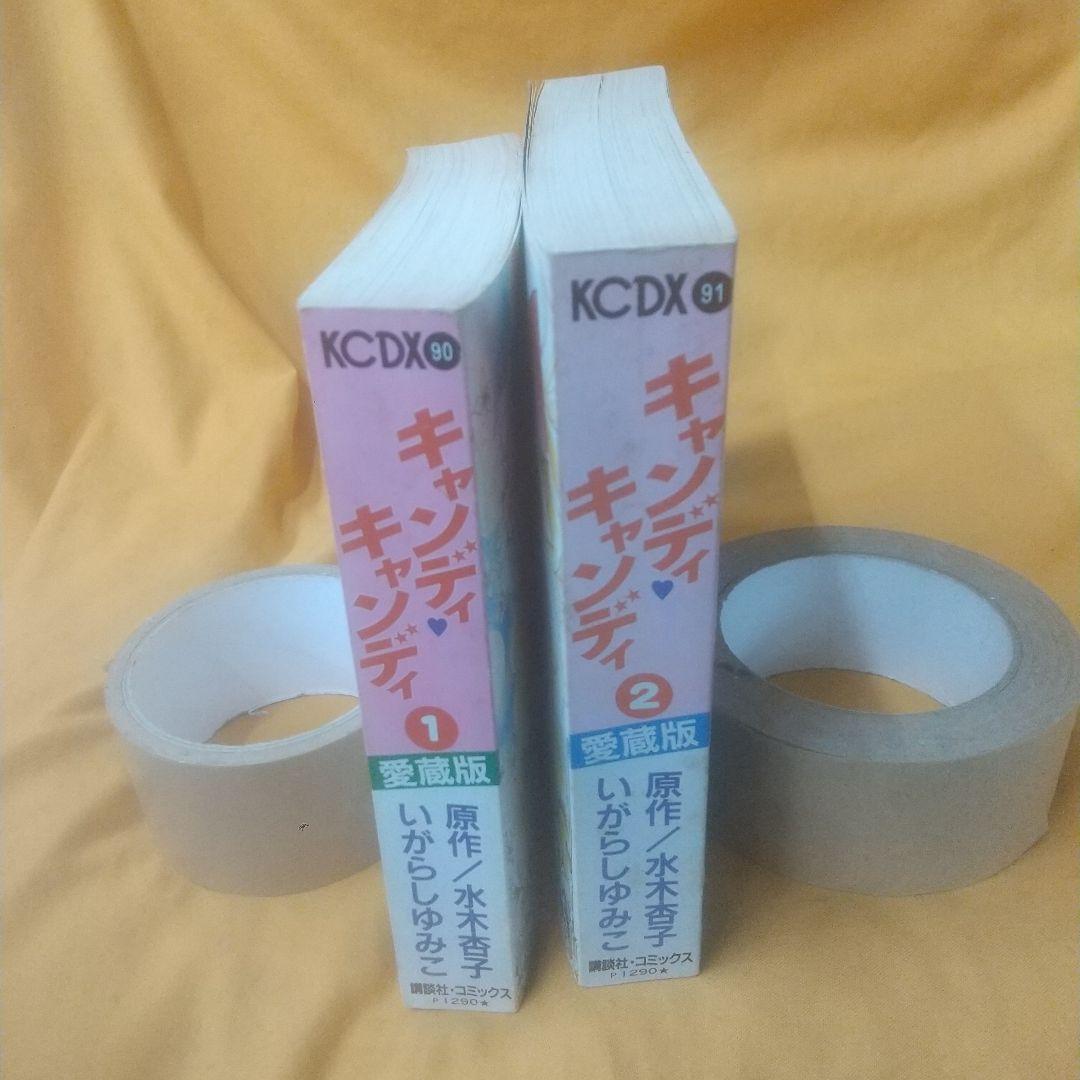 KCDX 90
キャンディ♥
キャンディ
1
愛蔵版
原作／水木杏子
いがらしゆみこ
講談社・コミックス
P1290★
KCDX 91
キャンディ♥
キャンディ
2
愛蔵版
原作／水木杏子
いがらしゆみこ
講談社・コミックス
P1290★